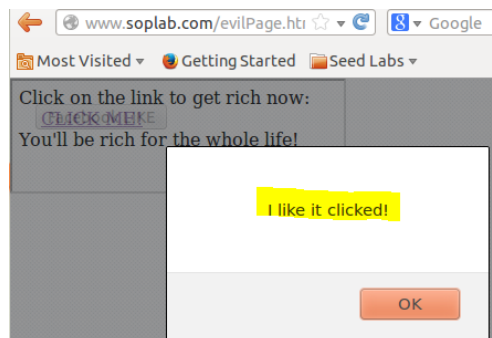 www.soplab.com/evilPage.ht
Google
Most Visited
Getting Started
Seed Labs
Click on the link to get rich now:
CLICK ME!
You'll be rich for the whole life!
I like it clicked!
OK